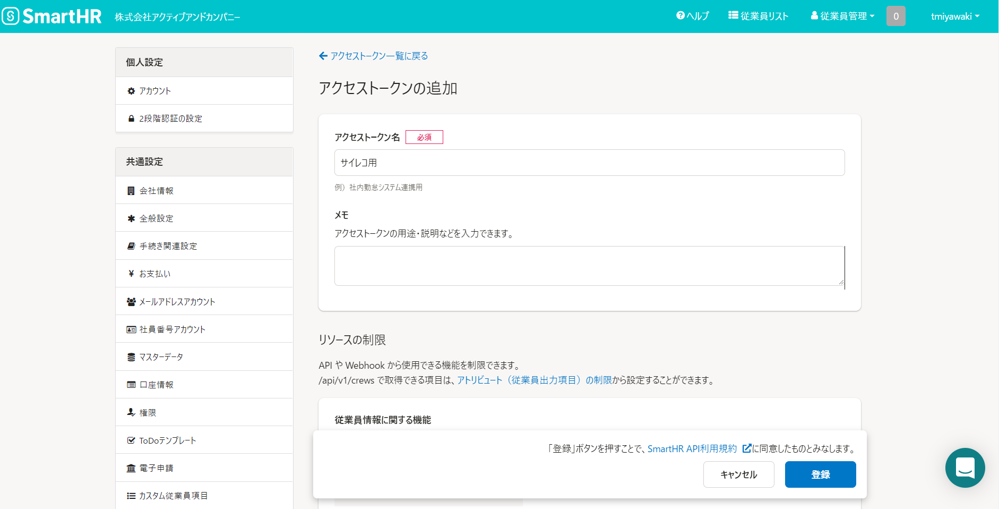 SmartHR
株式会社アクティブアンドカンパニー
ヘルプ
従業員リスト
従業員管理
0
tmiyawaki
個人設定
アカウント
2段階認証の設定
共通設定
会社情報
全般設定
手続き関連設定
お支払い
メールアドレスアカウント
社員番号アカウント
マスターデータ
口座情報
権限
ToDoテンプレート
電子申請
カスタム従業員項目
アクセストークン一覧に戻る
アクセストークンの追加
アクセストークン名 必須
サイレコ用
例）社内勤怠システム連携用
メモ
アクセストークンの用途・説明などを入力できます。
リソースの制限
API や Webhook から使用できる機能を制限できます。
/api/v1/crews で取得できる項目は、アトリビュート（従業員出力項目）の制限から設定することができます。
従業員情報に関する機能
「登録」ボタンを押すことで、SmartHR API利用規約 に同意したものとみなします。
キャンセル
登録